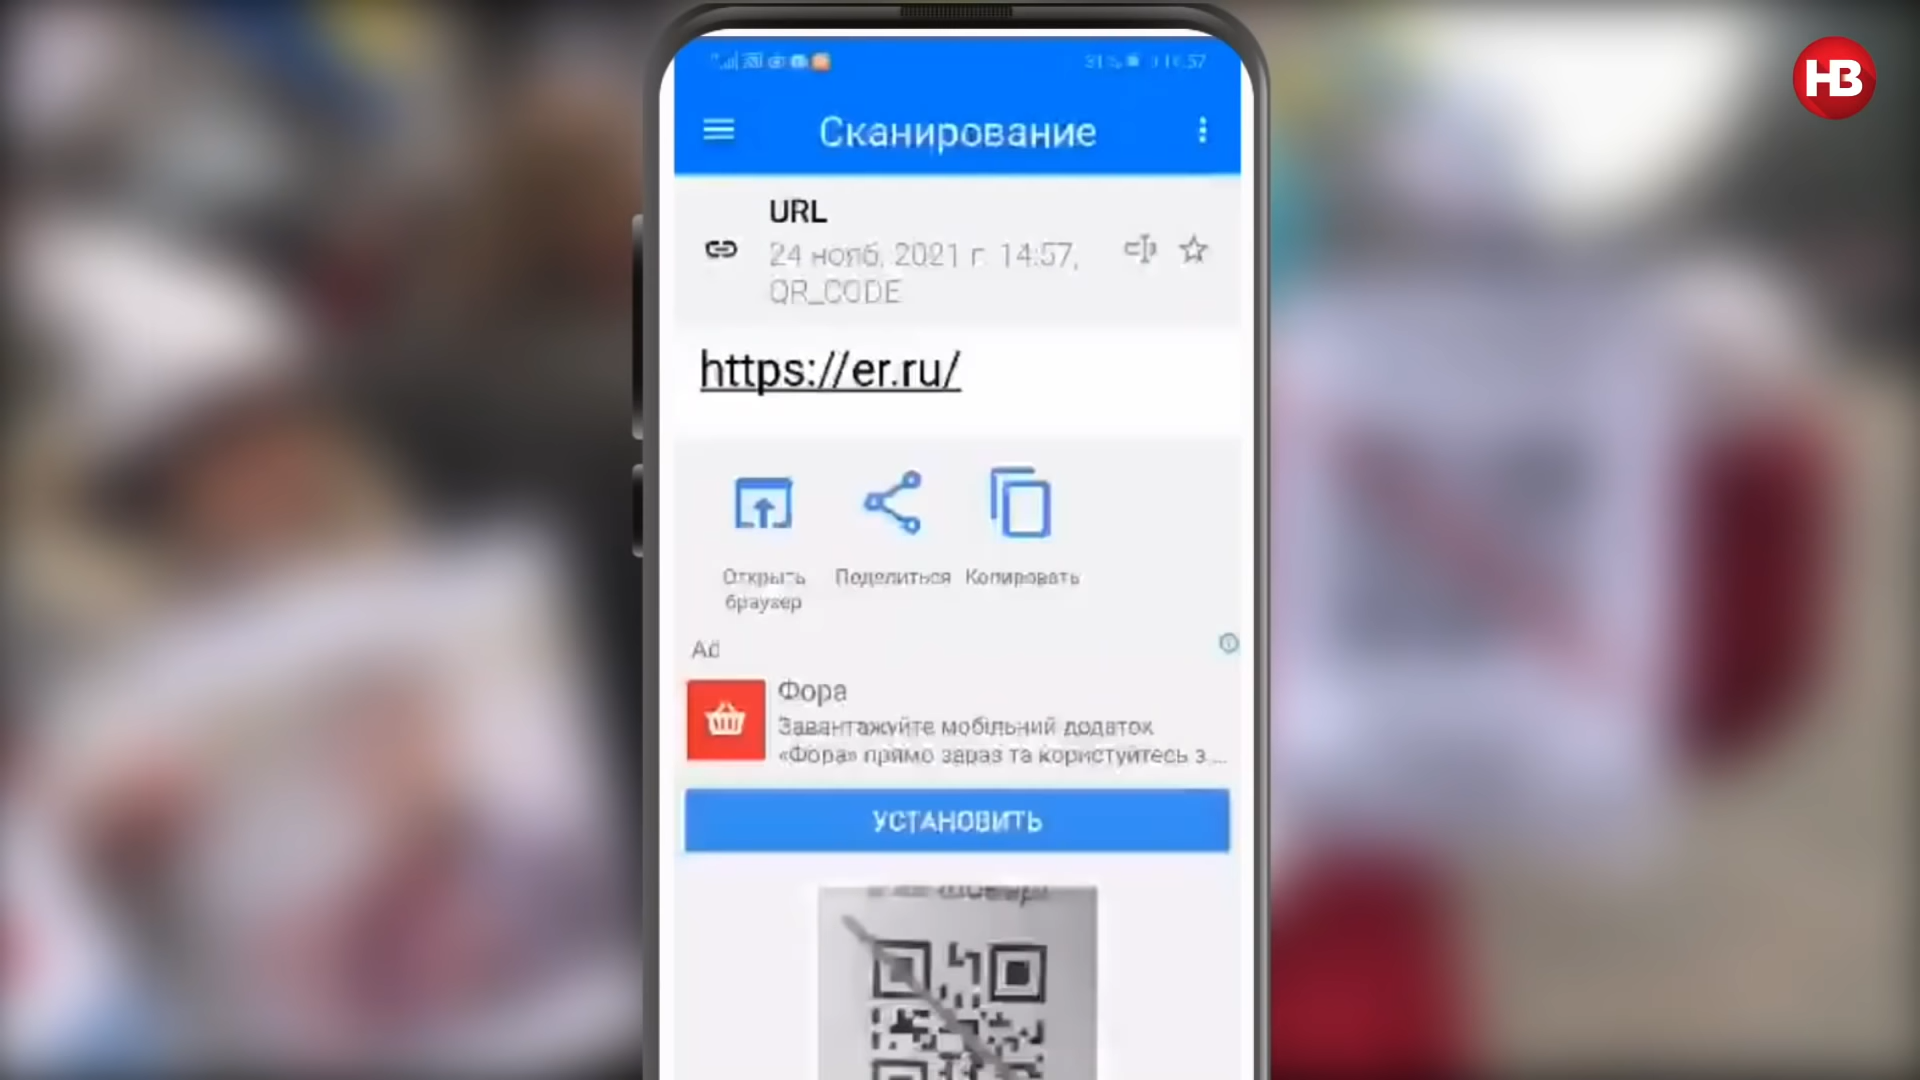 НВ
Сканирование
URL
24 нояб. 2021 г. 14:57,
QR_CODE
https://er.ru/
Открыть
браузер
Поделиться
Копировать
Ad
Фора
Завантажуйте мобільний додаток
«Фора» прямо зараз та користуйтесь з ...
УСТАНОВИТЬ